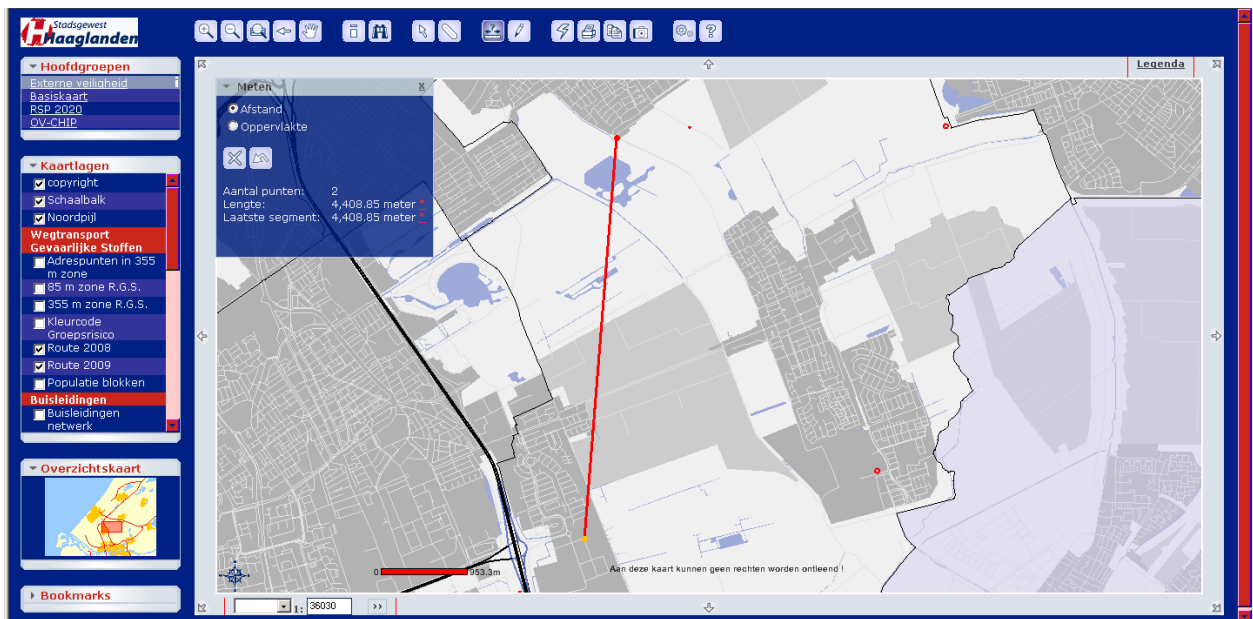 Stadsgewest
Haaglanden
Hoofdgroepen
Externe veiligheid i
Basiskaart
RSP 2020
OV-CHIP
Kaartlagen
copyright
Schaalbalk
Noordpijl
Wegtransport
Gevaarlijke Stoffen
Adrespunten in 355
m zone
85 m zone R.G.S.
355 m zone R.G.S.
Kleurcode
Groepsrisico
Route 2008
Route 2009
Populatie blokken
Buisleidingen
Buisleidingen
netwerk
Overzichtskaart
Bookmarks
Legenda
Meten x
Afstand
Oppervlakte
Aantal punten: 2
Lengte: 4,408.85 meter *
Laatste segment: 4,408.85 meter *
0 953.3m
Aan deze kaart kunnen geen rechten worden ontleend !
1: 36030 >>